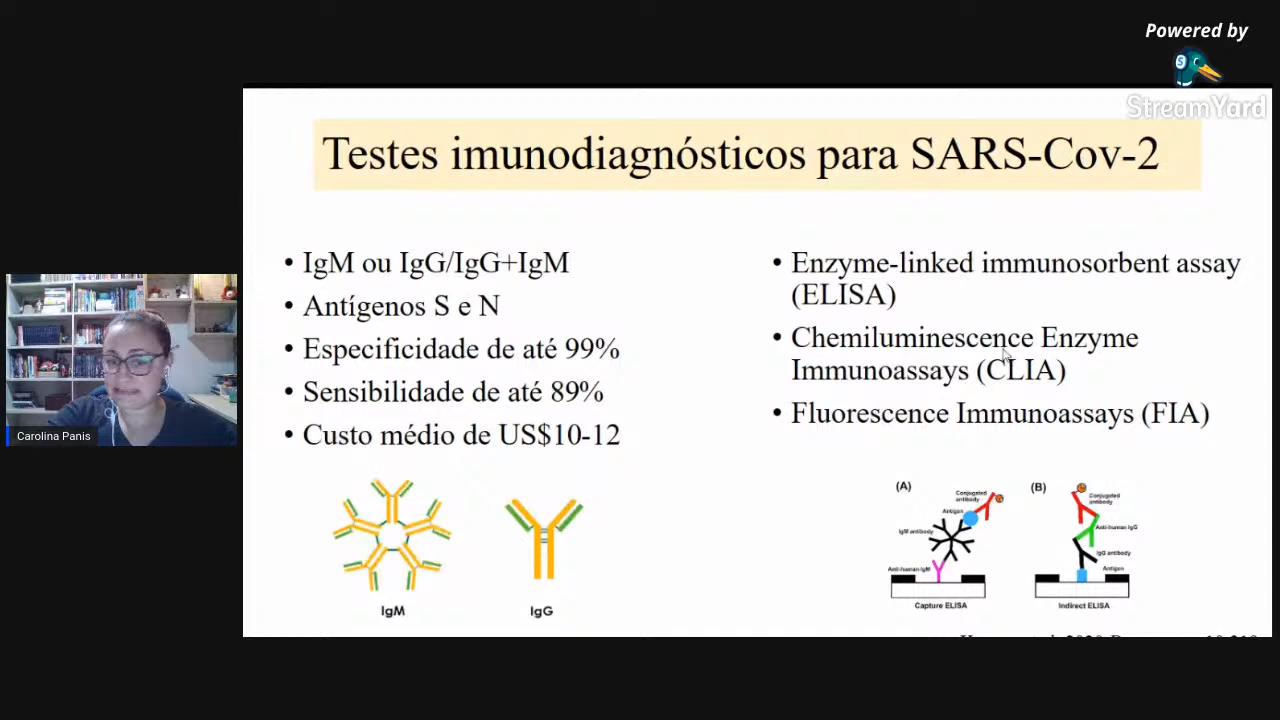 Powered by
StreamYard
Testes imunodiagnósticos para SARS-Cov-2
• IgM ou IgG/IgG+IgM
• Antígenos S e N
• Especificidade de até 99%
• Sensibilidade de até 89%
• Custo médio de US$10-12
• Enzyme-linked immunosorbent assay
(ELISA)
• Chemiluminescence Enzyme
Immunoassays (CLIA)
• Fluorescence Immunoassays (FIA)
Carolina Panis
IgM
IgG
(A)
Conjugated
antibody
Antigen
IgM antibody
Anti-human IgM
Capture ELISA
(B)
Conjugated
antibody
Anti-human IgG
IgG antibody
Antigen
Indirect ELISA